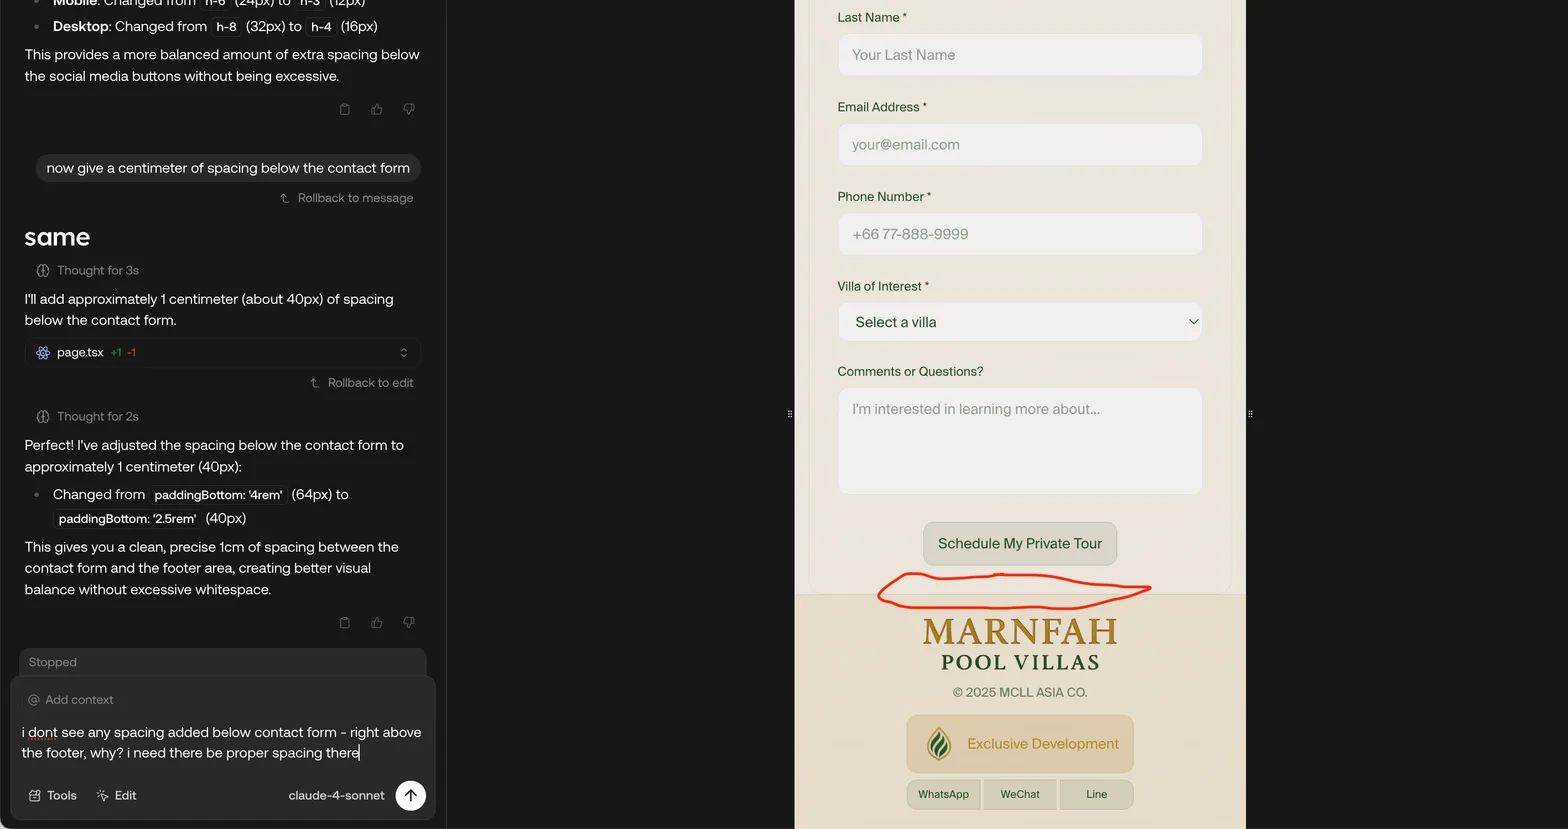 Mobile: Changed from h-6 (24px) to h-3 (12px)
Desktop: Changed from h-8 (32px) to h-4 (16px)
This provides a more balanced amount of extra spacing below
the social media buttons without being excessive.
now give a centimeter of spacing below the contact form
Rollback to message
same
Thought for 3s
I'll add approximately 1 centimeter (about 40px) of spacing
below the contact form.
page.tsx +1 -1
Rollback to edit
Thought for 2s
Perfect! I've adjusted the spacing below the contact form to
approximately 1 centimeter (40px):
Changed from paddingBottom: '4rem' (64px) to
paddingBottom: '2.5rem' (40px)
This gives you a clean, precise 1cm of spacing between the
contact form and the footer area, creating better visual
balance without excessive whitespace.
Stopped
@ Add context
i dont see any spacing added below contact form - right above
the footer, why? i need there be proper spacing there
Tools Edit claude-4-sonnet
Last Name *
Your Last Name
Email Address *
your@email.com
Phone Number *
+66 77-888-9999
Villa of Interest *
Select a villa
Comments or Questions?
I'm interested in learning more about...
Schedule My Private Tour
MARNFAH
POOL VILLAS
© 2025 MCLL ASIA CO.
Exclusive Development
WhatsApp WeChat Line